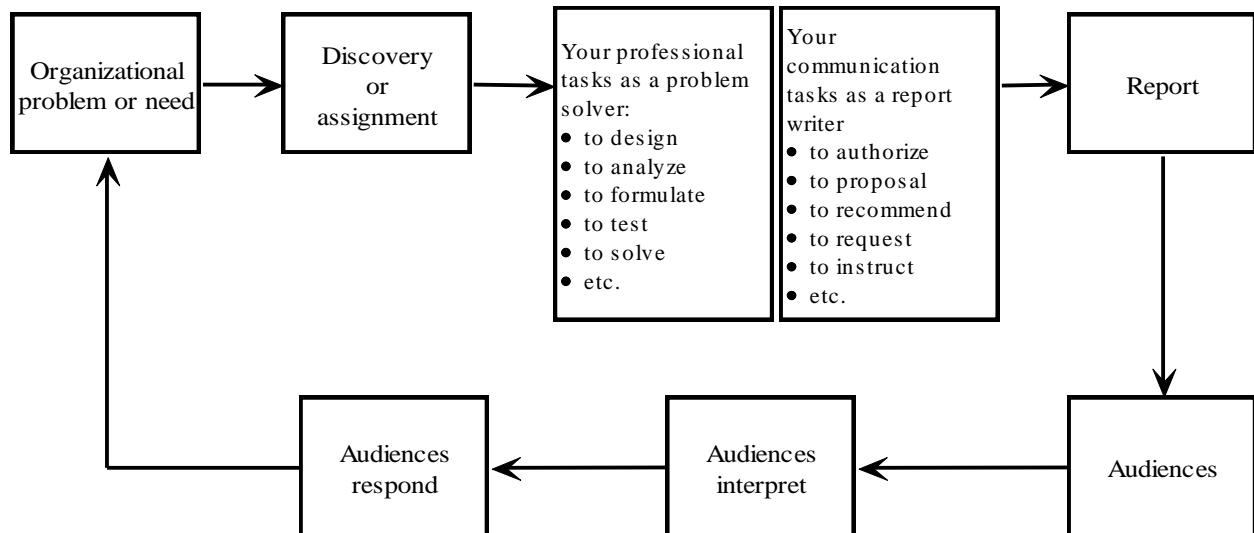 Organizational
problem or need
Discovery
or
assignment
Your professional
tasks as a problem
solver:
● to design
● to analyze
● to formulate
● to test
● to solve
● etc.
Your
communication
tasks as a report
writer
● to authorize
● to proposal
● to recommend
● to request
● to instruct
● etc.
Report
Audiences
respond
Audiences
interpret
Audiences